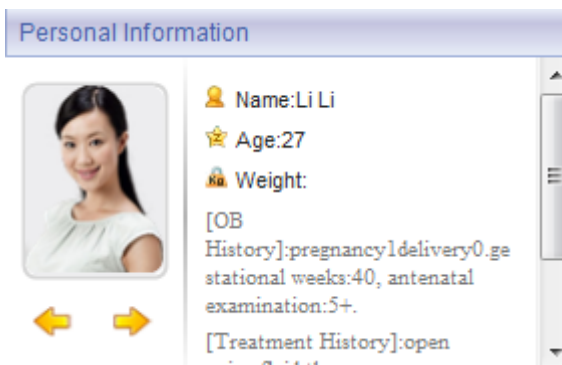 Personal Information
Name:Li Li
Age:27
Weight:
[OB
History]:pregnancy1delivery0.ge
stational weeks:40, antenatal
examination:5+.
[Treatment History]:open